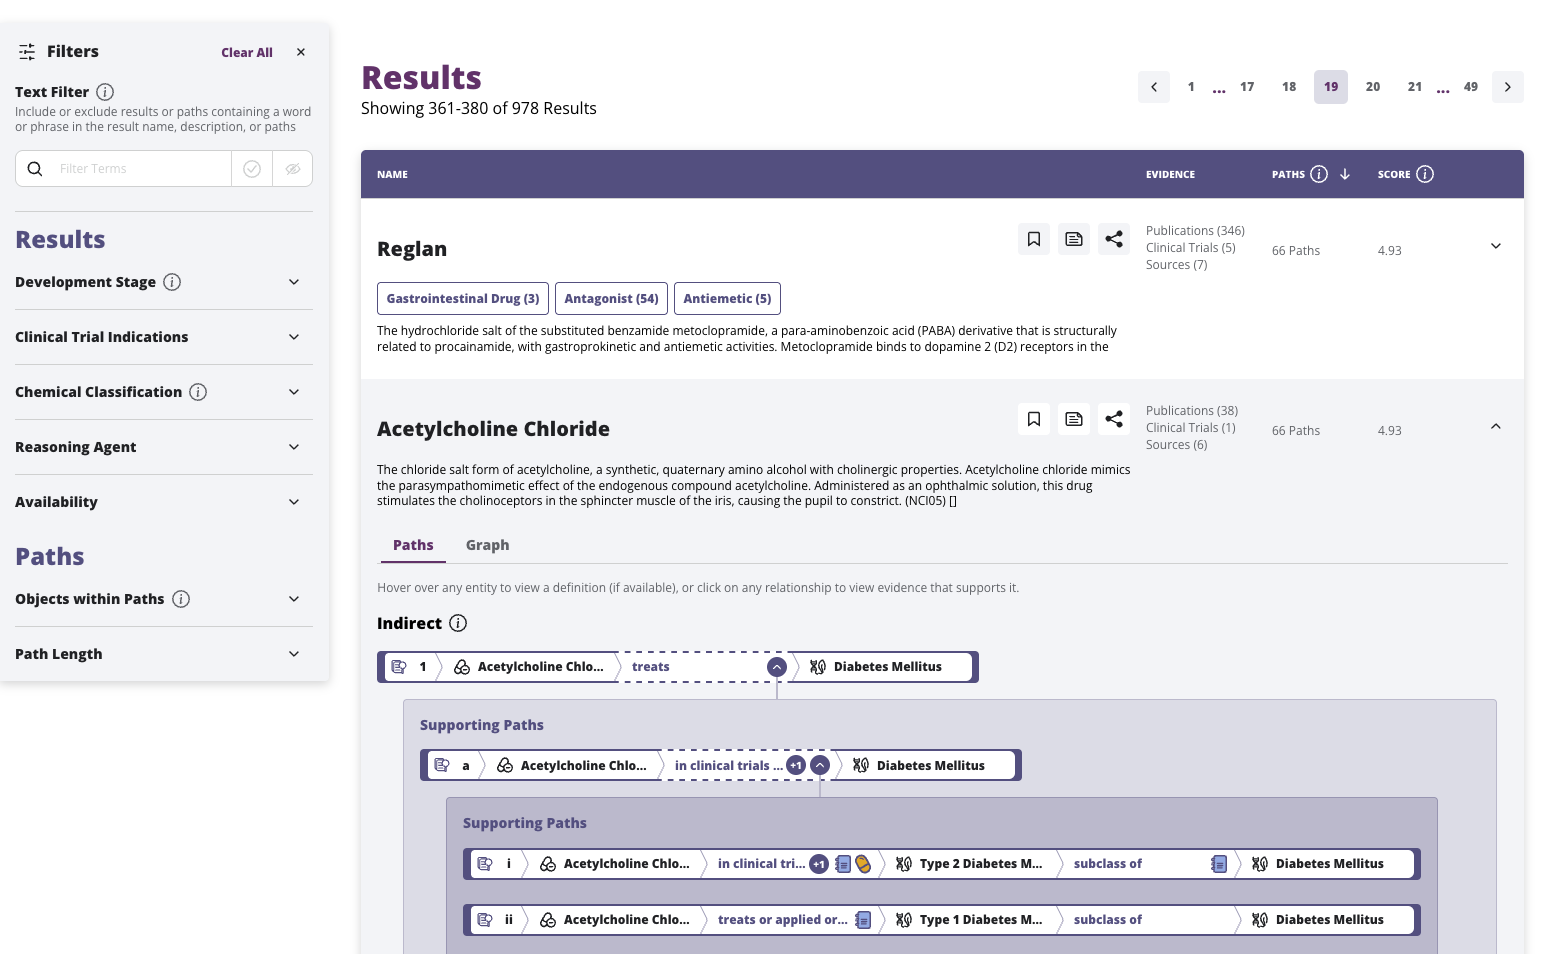 Filters
Clear All
Text Filter
Include or exclude results or paths containing a word
or phrase in the result name, description, or paths
Filter Terms
Results
Development Stage
Clinical Trial Indications
Chemical Classification
Reasoning Agent
Availability
Paths
Objects within Paths
Path Length
Results
Showing 361-380 of 978 Results
1 ... 17 18 19 20 21 ... 49
NAME EVIDENCE PATHS SCORE
Reglan
Publications (346)
Clinical Trials (5)
Sources (7)
66 Paths
4.93
Gastrointestinal Drug (3) Antagonist (54) Antiemetic (5)
The hydrochloride salt of the substituted benzamide metoclopramide, a para-aminobenzoic acid (PABA) derivative that is structurally
related to procainamide, with gastroprokinetic and antiemetic activities. Metoclopramide binds to dopamine 2 (D2) receptors in the
Acetylcholine Chloride
Publications (38)
Clinical Trials (1)
Sources (6)
66 Paths
4.93
The chloride salt form of acetylcholine, a synthetic, quaternary amino alcohol with cholinergic properties. Acetylcholine chloride mimics
the parasympathomimetic effect of the endogenous compound acetylcholine. Administered as an ophthalmic solution, this drug
stimulates the cholinoceptors in the sphincter muscle of the iris, causing the pupil to constrict. (NCI05) []
Paths Graph
Hover over any entity to view a definition (if available), or click on any relationship to view evidence that supports it.
Indirect
1 Acetylcholine Chlo... treats Diabetes Mellitus
Supporting Paths
a Acetylcholine Chlo... in clinical trials ... +1 Diabetes Mellitus
Supporting Paths
i Acetylcholine Chlo... in clinical tri... +1 Type 2 Diabetes M... subclass of Diabetes Mellitus
ii Acetylcholine Chlo... treats or applied or... Type 1 Diabetes M... subclass of Diabetes Mellitus